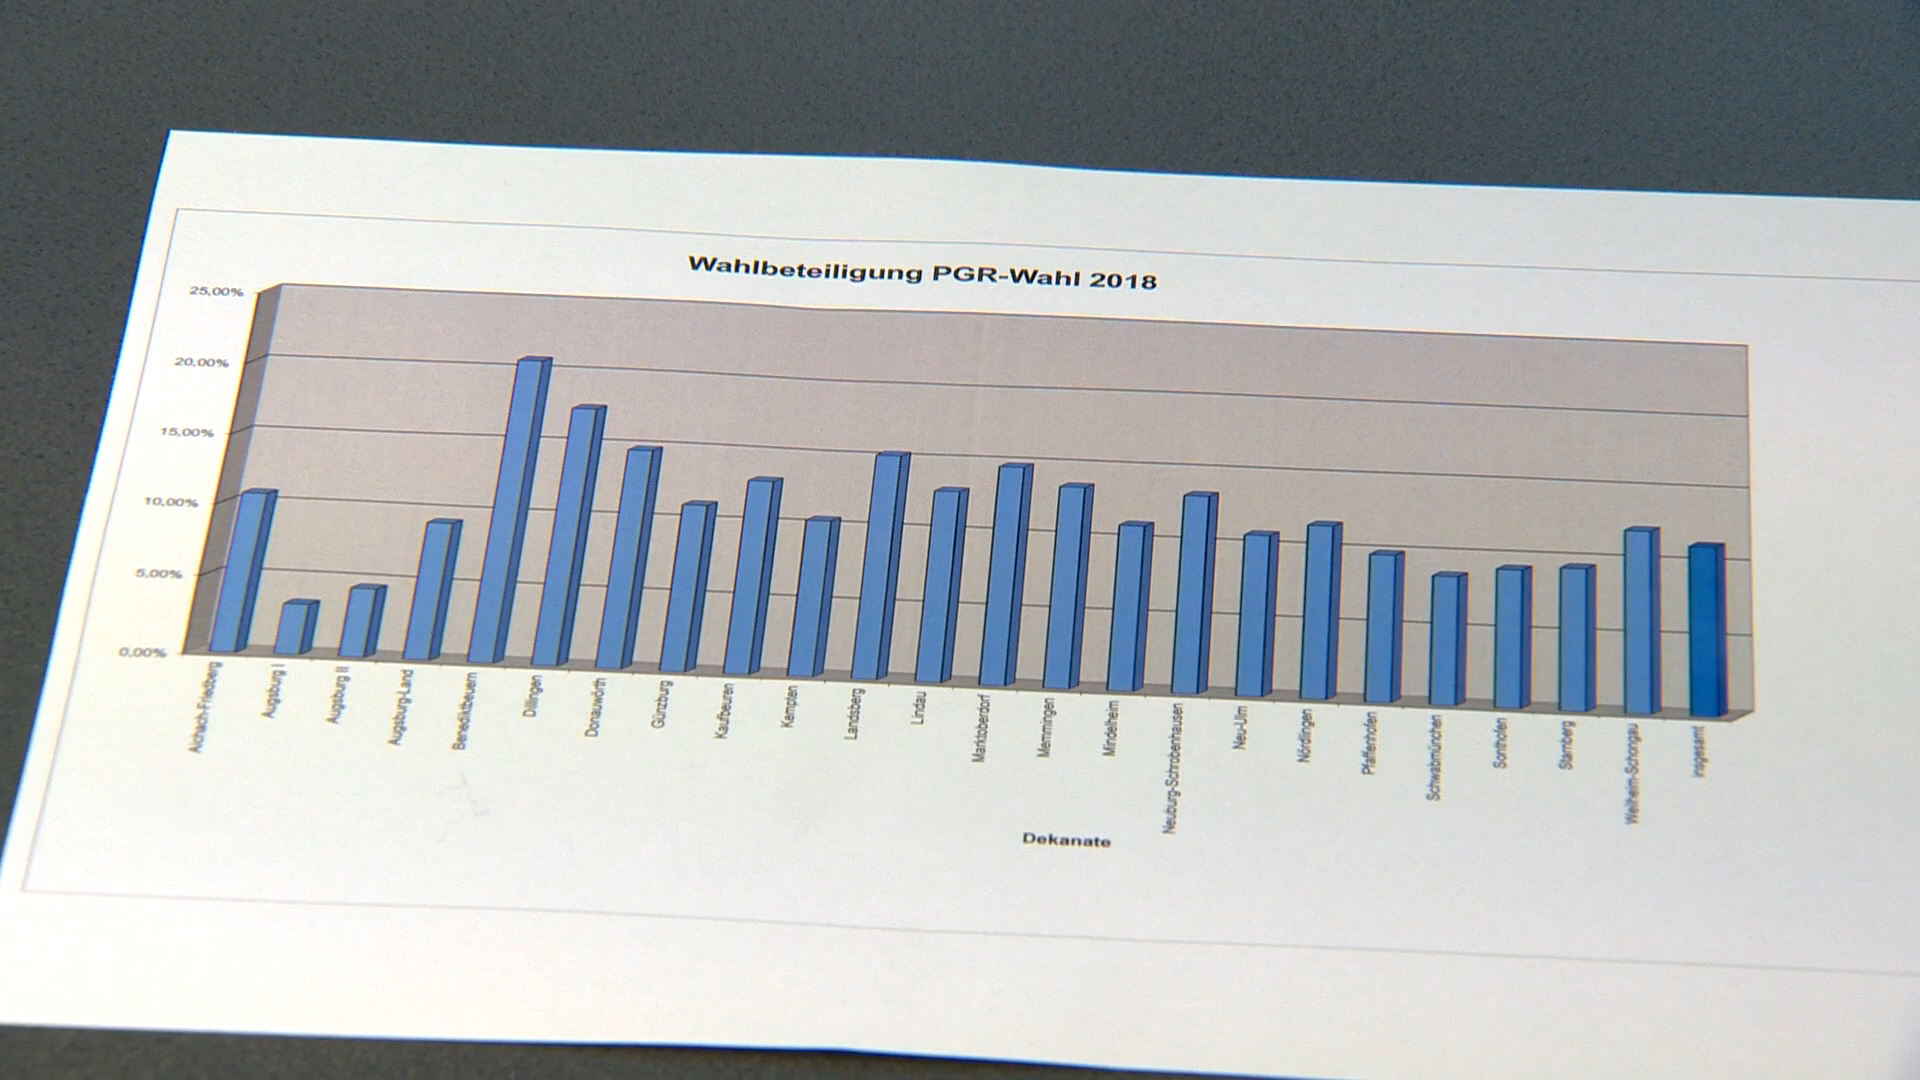 Wahlbeteiligung PGR-Wahl 2018
25,00%
20,00%
15,00%
10,00%
5,00%
0,00%
Aichach-Friedberg
Augsburg I
Augsburg II
Augsburg-Land
Benediktbeuern
Dillingen
Donauwörth
Günzburg
Kaufbeuren
Kempten
Landsberg
Lindau
Marktoberdorf
Memmingen
Mindelheim
Neuburg-Schrobenhausen
Neu-Ulm
Nördlingen
Pfaffenhofen
Schwabmünchen
Sonthofen
Starnberg
Weilheim-Schongau
insgesamt
Dekanate